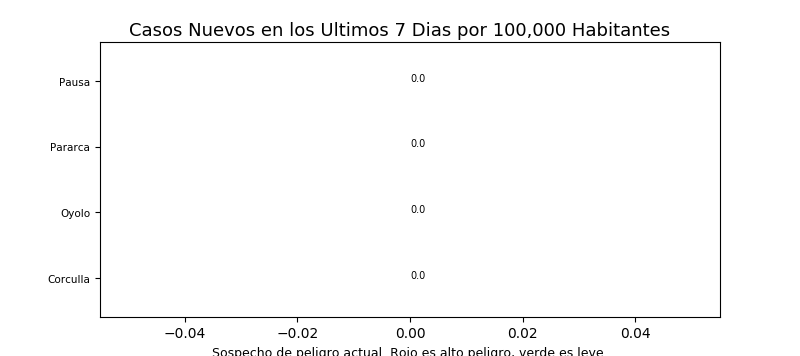 Casos Nuevos en los Ultimos 7 Dias por 100,000 Habitantes
Pausa
0.0
Pararca
0.0
Oyolo
0.0
Corculla
0.0
−0.04 −0.02 0.00 0.02 0.04
Sospecho de peligro actual. Rojo es alto peligro, verde es leve